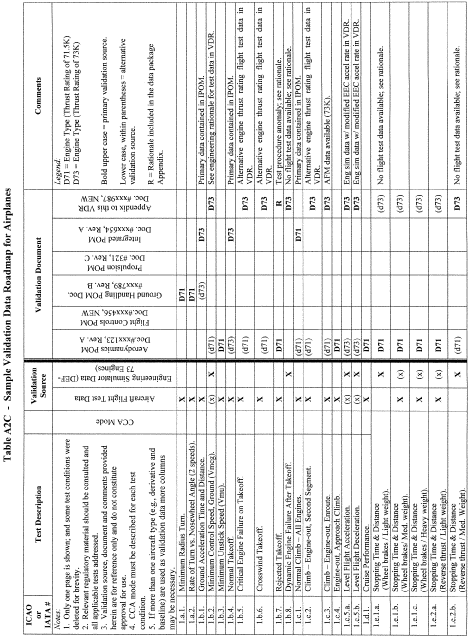 Table A2C - Sample Validation Data Roadmap for Airplanes
ICAO or IATA #
Test Description
Validation Source
Validation Document
Comments
CCA Mode
Aircraft Flight Test Data
Engineering Simulator Data (DEF-73 Engines)
Aerodynamics POM Doc. #xxx123, Rev. A
Flight Controls POM Doc. #xxx456, NEW
Ground Handling POM Doc. #xxx789, Rev. B
Propulsion POM Doc. #xx321, Rev. C
Integrated POM Doc. #xxx654, Rev. A
Appendix to this VDR Doc. #xxx987, NEW
Notes:
1. Only one page is shown, and some test conditions were deleted for brevity.
2. Relevant regulatory material should be consulted and all applicable tests addressed.
3. Validation source, document and comments provided herein are for reference only and do not constitute approval for use.
4. CCA mode must be described for each test condition.
5. If more than one aircraft type (e.g., derivative and baseline) are used as validation data more columns may be necessary.
Legend:
D71 = Engine Type (Thrust Rating of 71.5K)
D73 = Engine Type (Thrust Rating of 73K)
Bold upper case = primary validation source.
Lower case, within parentheses = alternative validation source.
R = Rationale included in the data package Appendix.
1.a.1. Minimum Radius Turn. X D71
1.a.2. Rate of Turn vs. Nosewheel Angle (2 speeds). X D71
1.b.1. Ground Acceleration Time and Distance. X (d73) D73 Primary data contained in IPOM.
1.b.2. Minimum Control Speed, Ground (Vmcg). (x) X (d71) D73 See engineering rationale for test data in VDR.
1.b.3. Minimum Unstick Speed (Vmu). X D71
1.b.4. Normal Takeoff. X (d73) D73 Primary data contained in IPOM.
1.b.5. Critical Engine Failure on Takeoff. X (d71) D73 Alternative engine thrust rating flight test data in VDR.
1.b.6. Crosswind Takeoff. X (d71) D73 Alternative engine thrust rating flight test data in VDR.
1.b.7. Rejected Takeoff. X D71 R Test procedure anomaly; see rationale.
1.b.8. Dynamic Engine Failure After Takeoff. X D73 No flight test data available; see rationale.
1.c.1. Normal Climb – All Engines. X (d71) D71 Primary data contained in IPOM.
1.c.2. Climb – Engine-out, Second Segment. X (d71) D73 Alternative engine thrust rating flight test data in VDR.
1.c.3. Climb – Engine-out, Enroute. X (d71) D73 AFM data available (73K).
1.c.4. Engine-out, Approach Climb X D71
1.c.5.a. Level Flight Acceleration. (x) X (d73) D73 Eng sim data w/ modified EEC accel rate in VDR.
1.c.5.b. Level Flight Deceleration. (x) X (d73) D73 Eng sim data w/ modified EEC accel rate in VDR.
1.d.1. Cruise Performance X D71
1.e.1.a. Stopping Time & Distance (Wheel brakes / Light weight). X D71 (d73) No flight test data available; see rationale.
1.e.1.b. Stopping Time & Distance (Wheel brakes / Med. weight) X (x) D71 (d73)
1.e.1.c. Stopping Time & Distance (Wheel brakes / Heavy weight) X (x) D71 (d73)
1.e.2.a. Stopping Time & Distance (Reverse thrust / Light weight) X (x) D71 (d73)
1.e.2.b. Stopping Time & Distance (Reverse thrust / Med. Weight) X (d71) D73 No flight test data available; see rationale.